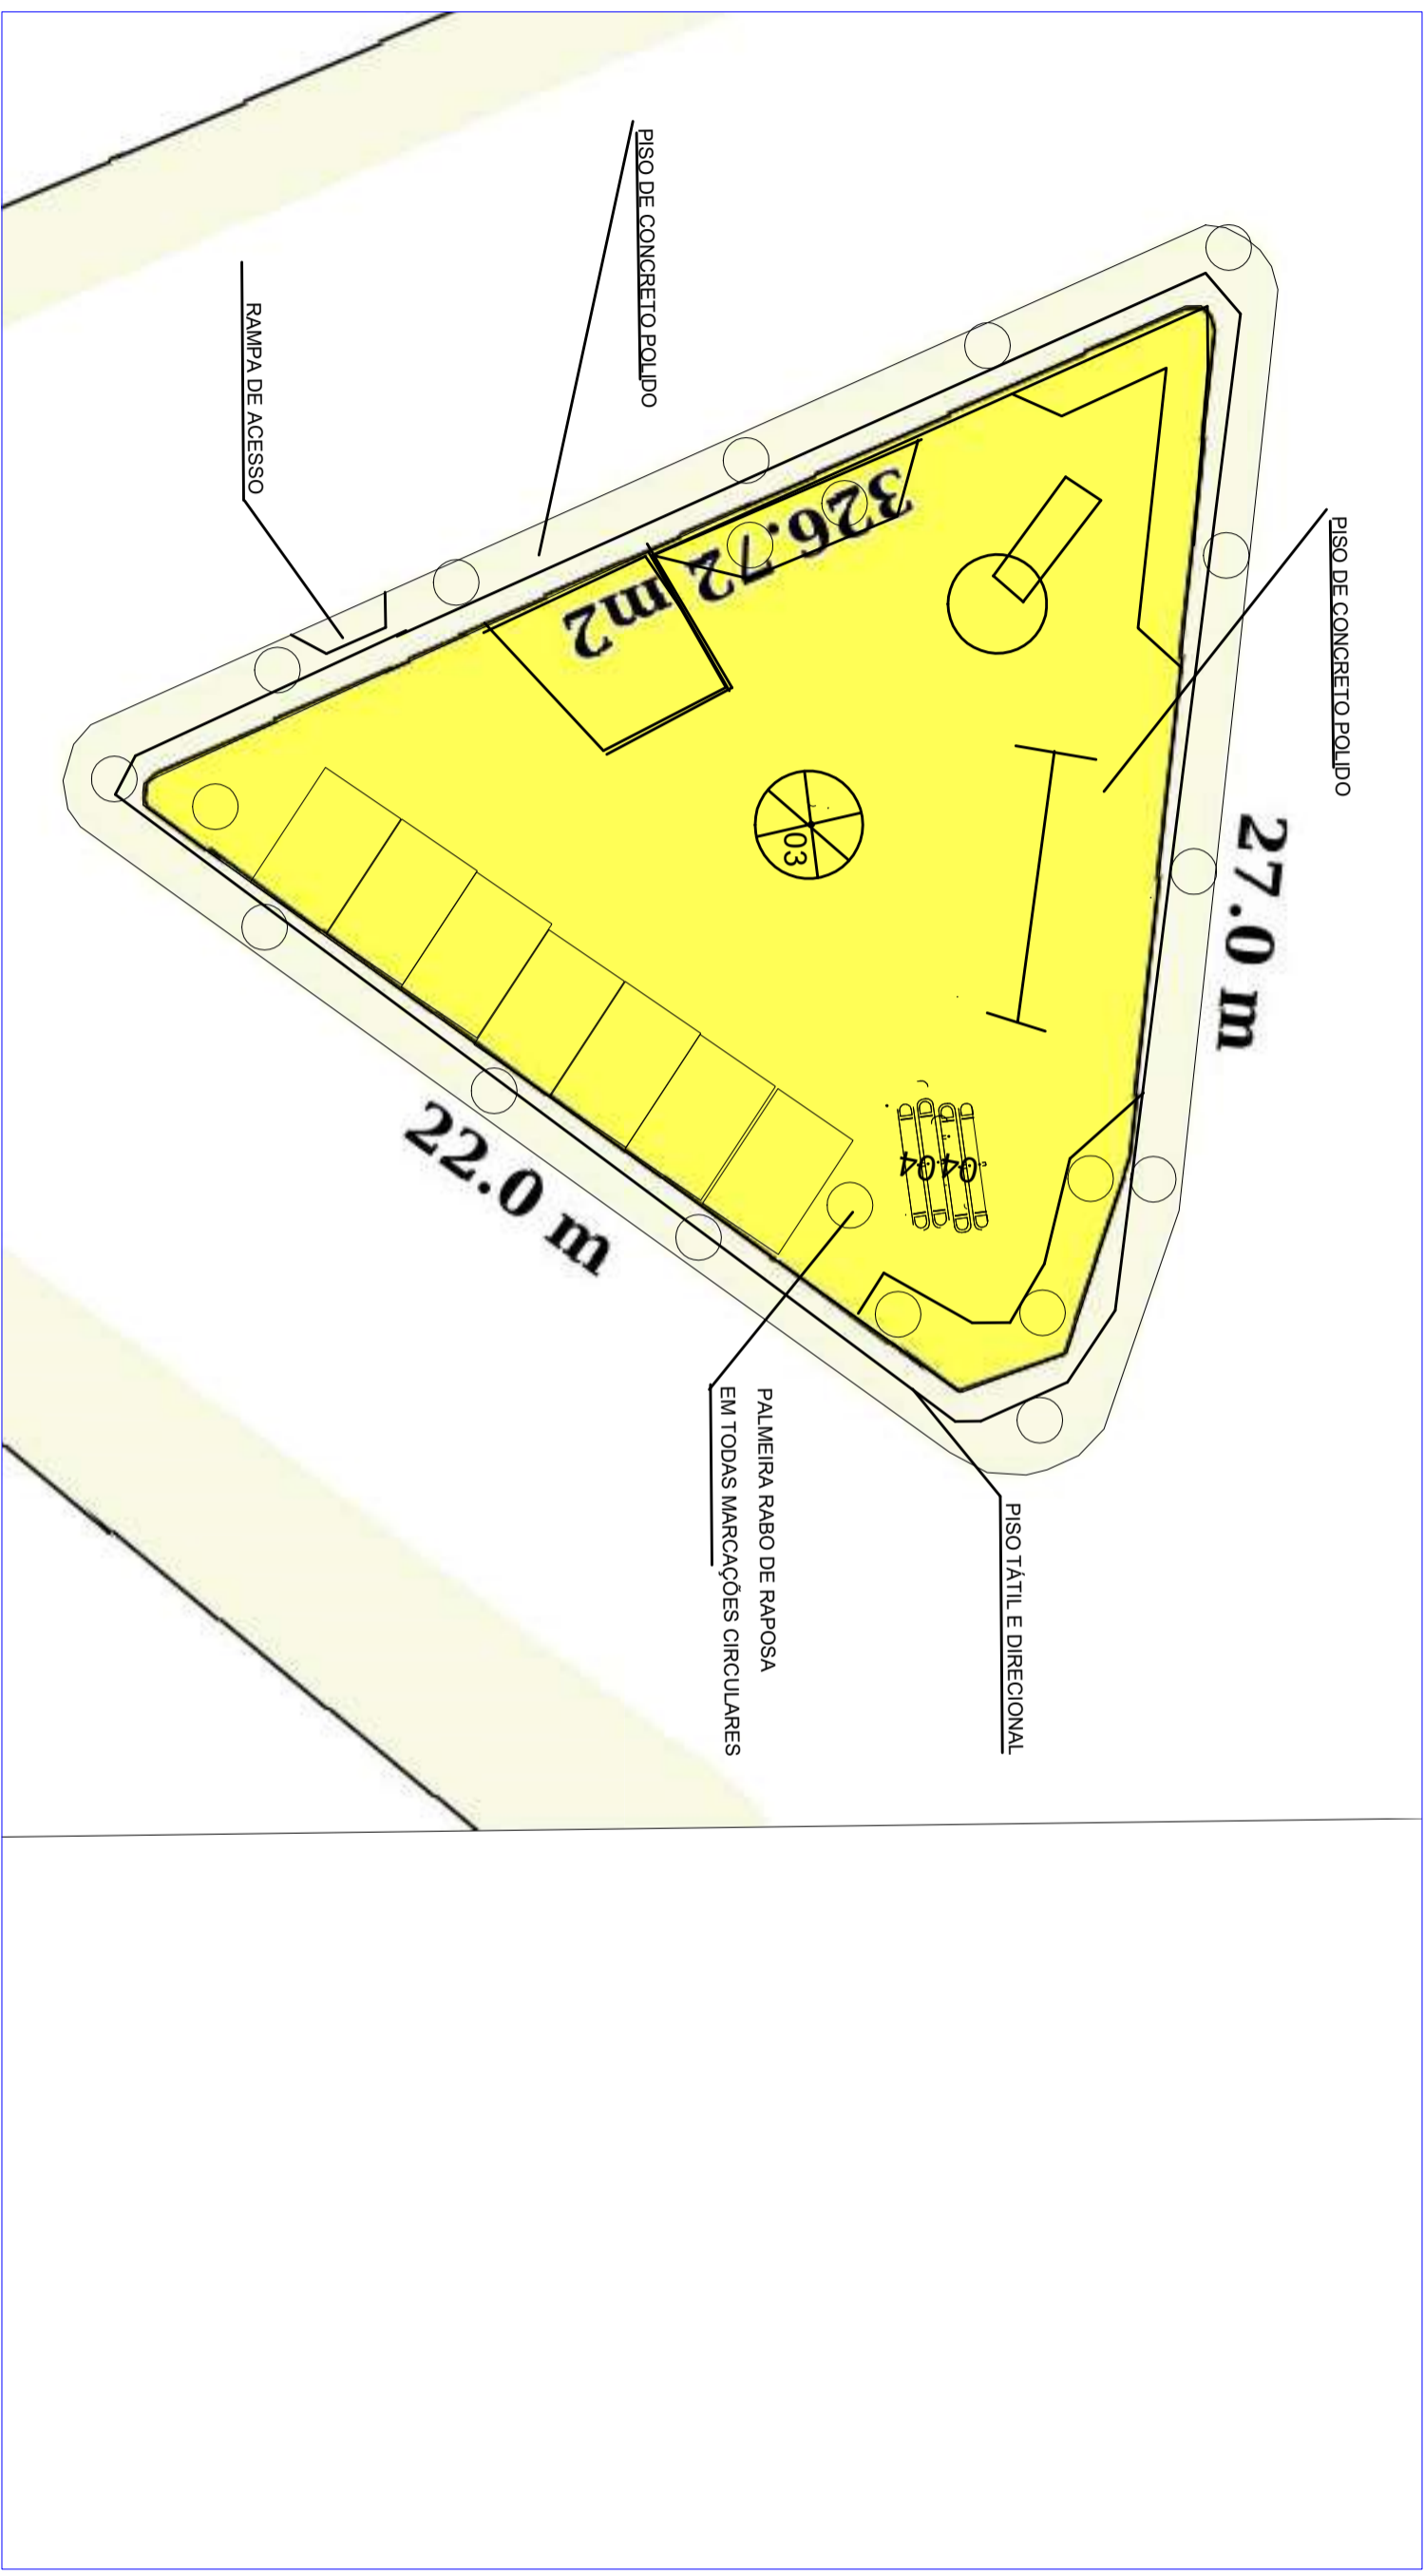 PISO DE CONCRETO POLIDO
PISO DE CONCRETO POLIDO
RAMPA DE ACESSO
326.72 m2
27.0 m
03
04
04
22.0 m
PALMEIRA RABO DE RAPOSA
EM TODAS MARCAÇÕES CIRCULARES
PISO TÁTIL E DIRECIONAL